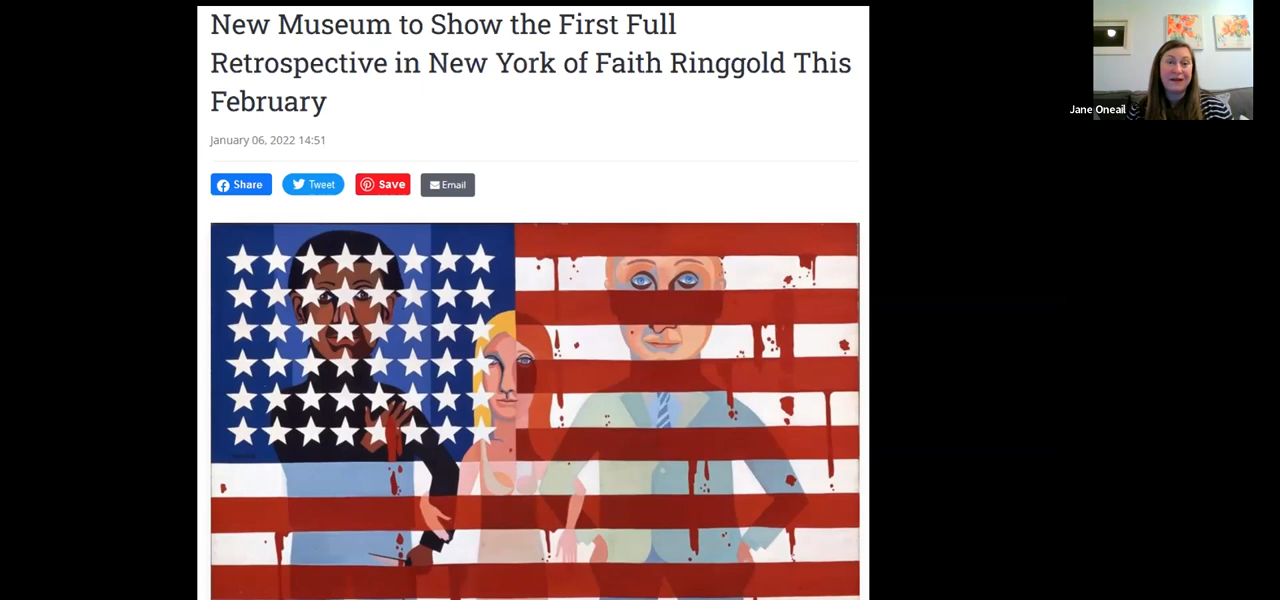 New Museum to Show the First Full
Retrospective in New York of Faith Ringgold This
February
January 06, 2022 14:51
Share
Tweet
Save
Email
Jane Oneail